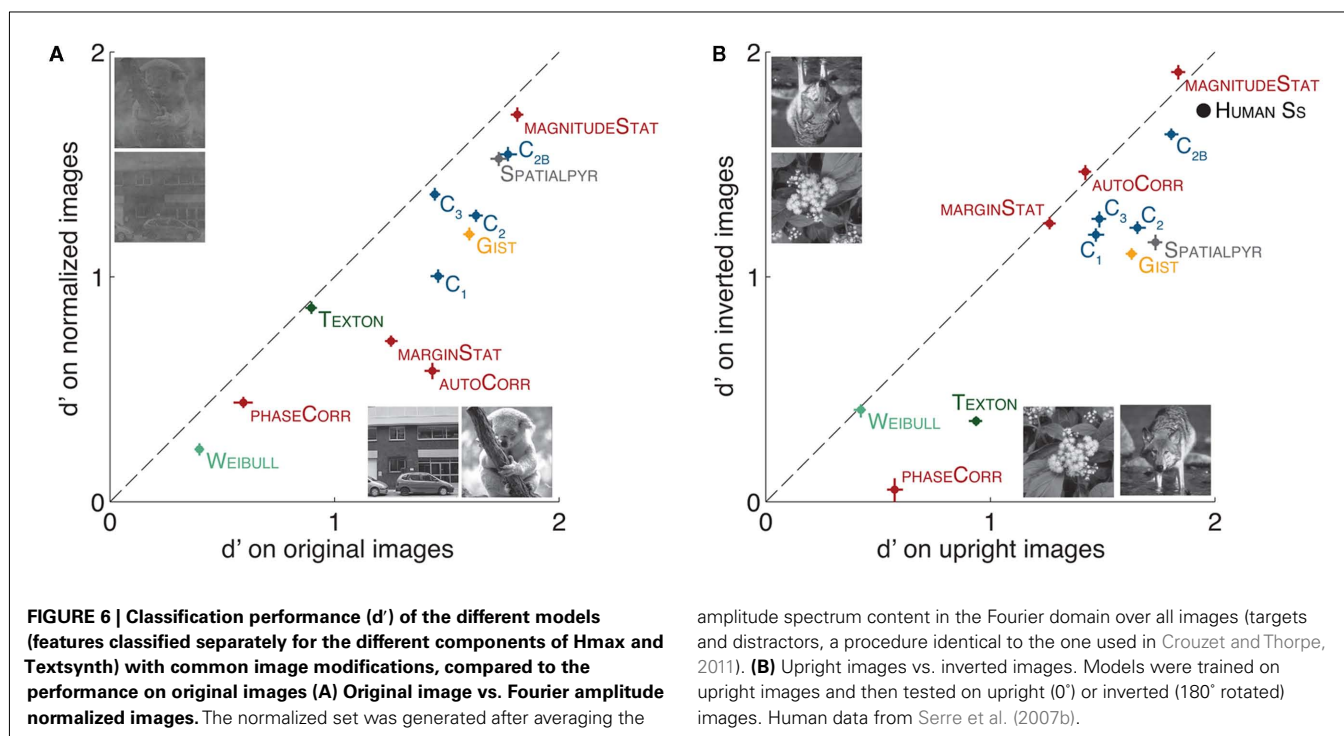 A
2
1
0
0
1
2
d' on normalized images
d' on original images
MAGNITUDESTAT
C2B
SPATIALPYR
C3
C2
GIST
C1
TEXTON
MARGINSTAT
AUTOCORR
PHASECORR
WEIBULL
B
2
1
0
0
1
2
d' on inverted images
d' on upright images
MAGNITUDESTAT
HUMAN SS
C2B
AUTOCORR
MARGINSTAT
C3
C2
C1
SPATIALPYR
GIST
TEXTON
WEIBULL
PHASECORR
FIGURE 6 | Classification performance (d′) of the different models
(features classified separately for the different components of Hmax and
Textsynth) with common image modifications, compared to the
performance on original images (A) Original image vs. Fourier amplitude
normalized images. The normalized set was generated after averaging the
amplitude spectrum content in the Fourier domain over all images (targets
and distractors, a procedure identical to the one used in Crouzet and Thorpe,
2011). (B) Upright images vs. inverted images. Models were trained on
upright images and then tested on upright (0°) or inverted (180° rotated)
images. Human data from Serre et al. (2007b).